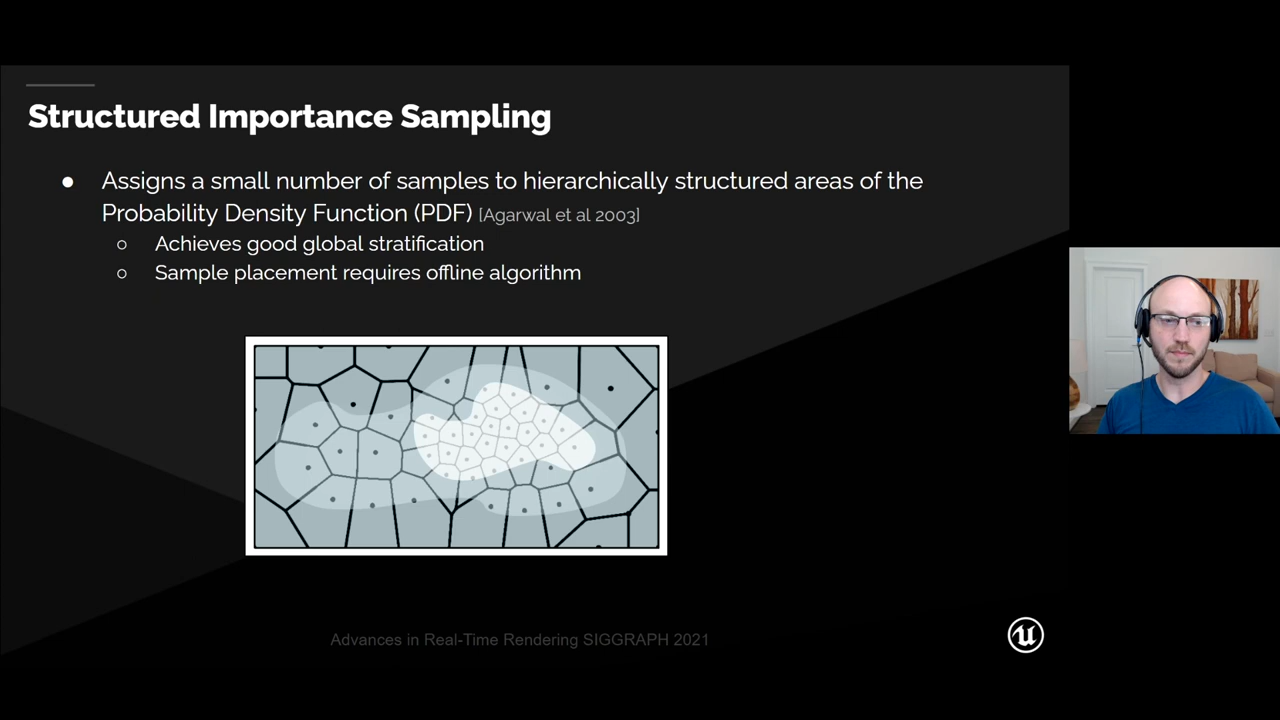 Structured Importance Sampling
● Assigns a small number of samples to hierarchically structured areas of the
Probability Density Function (PDF) [Agarwal et al 2003]
○ Achieves good global stratification
○ Sample placement requires offline algorithm
Advances in Real-Time Rendering SIGGRAPH 2021